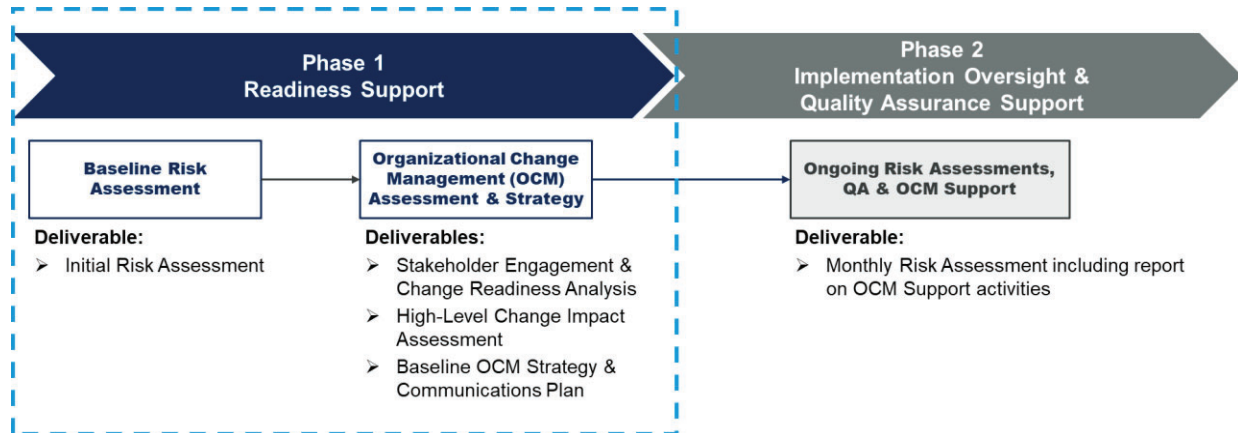 Phase 1
Readiness Support
Phase 2
Implementation Oversight &
Quality Assurance Support
Baseline Risk
Assessment
Organizational Change
Management (OCM)
Assessment & Strategy
Ongoing Risk Assessments,
QA & OCM Support
Deliverable:
➢ Initial Risk Assessment
Deliverables:
➢ Stakeholder Engagement &
Change Readiness Analysis
➢ High-Level Change Impact
Assessment
➢ Baseline OCM Strategy &
Communications Plan
Deliverable:
➢ Monthly Risk Assessment including report
on OCM Support activities